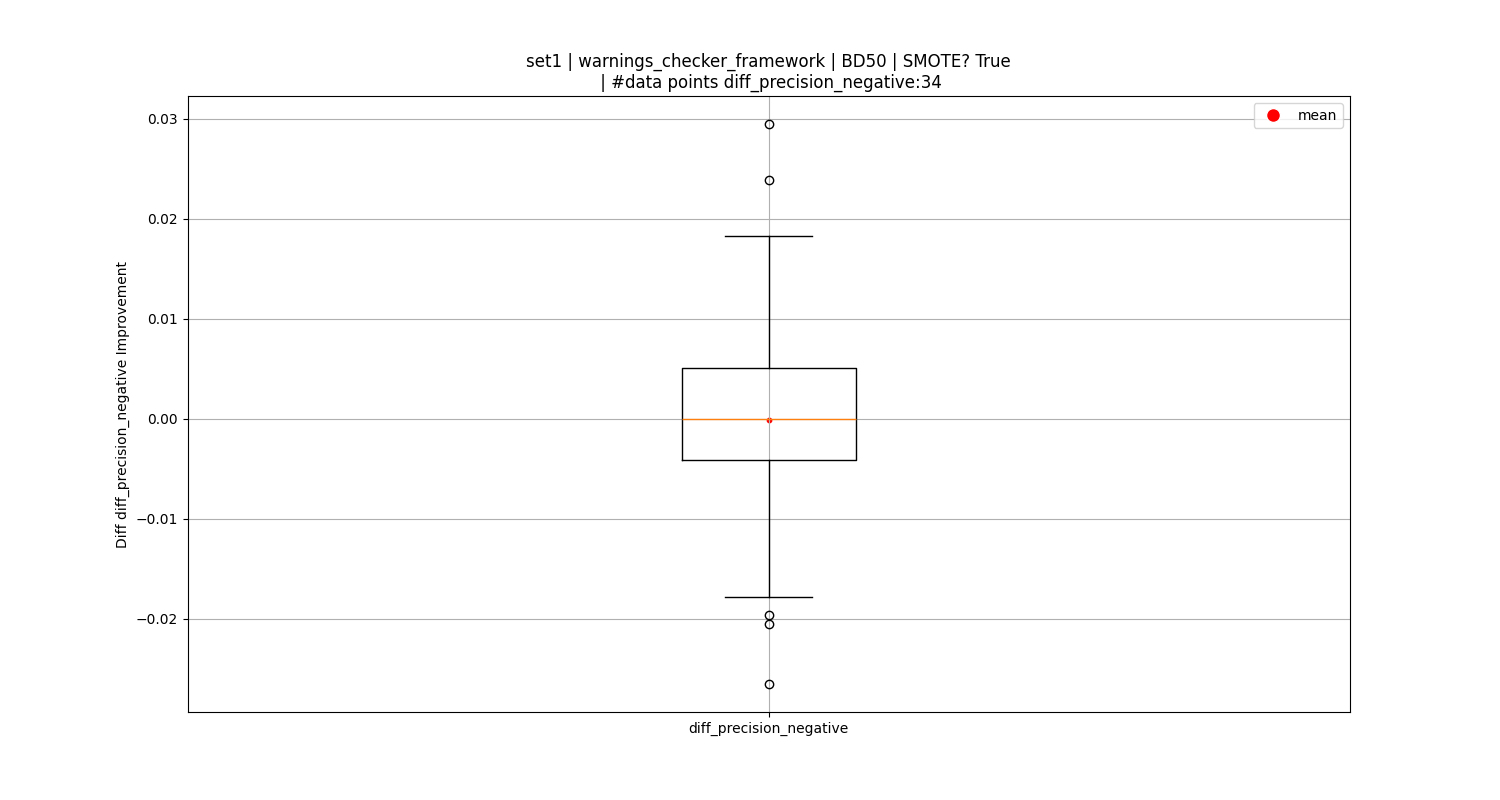 set1 | warnings_checker_framework | BD50 | SMOTE? True
| #data points diff_precision_negative:34
mean
0.03
0.02
0.01
0.00
−0.01
−0.02
Diff diff_precision_negative Improvement
diff_precision_negative